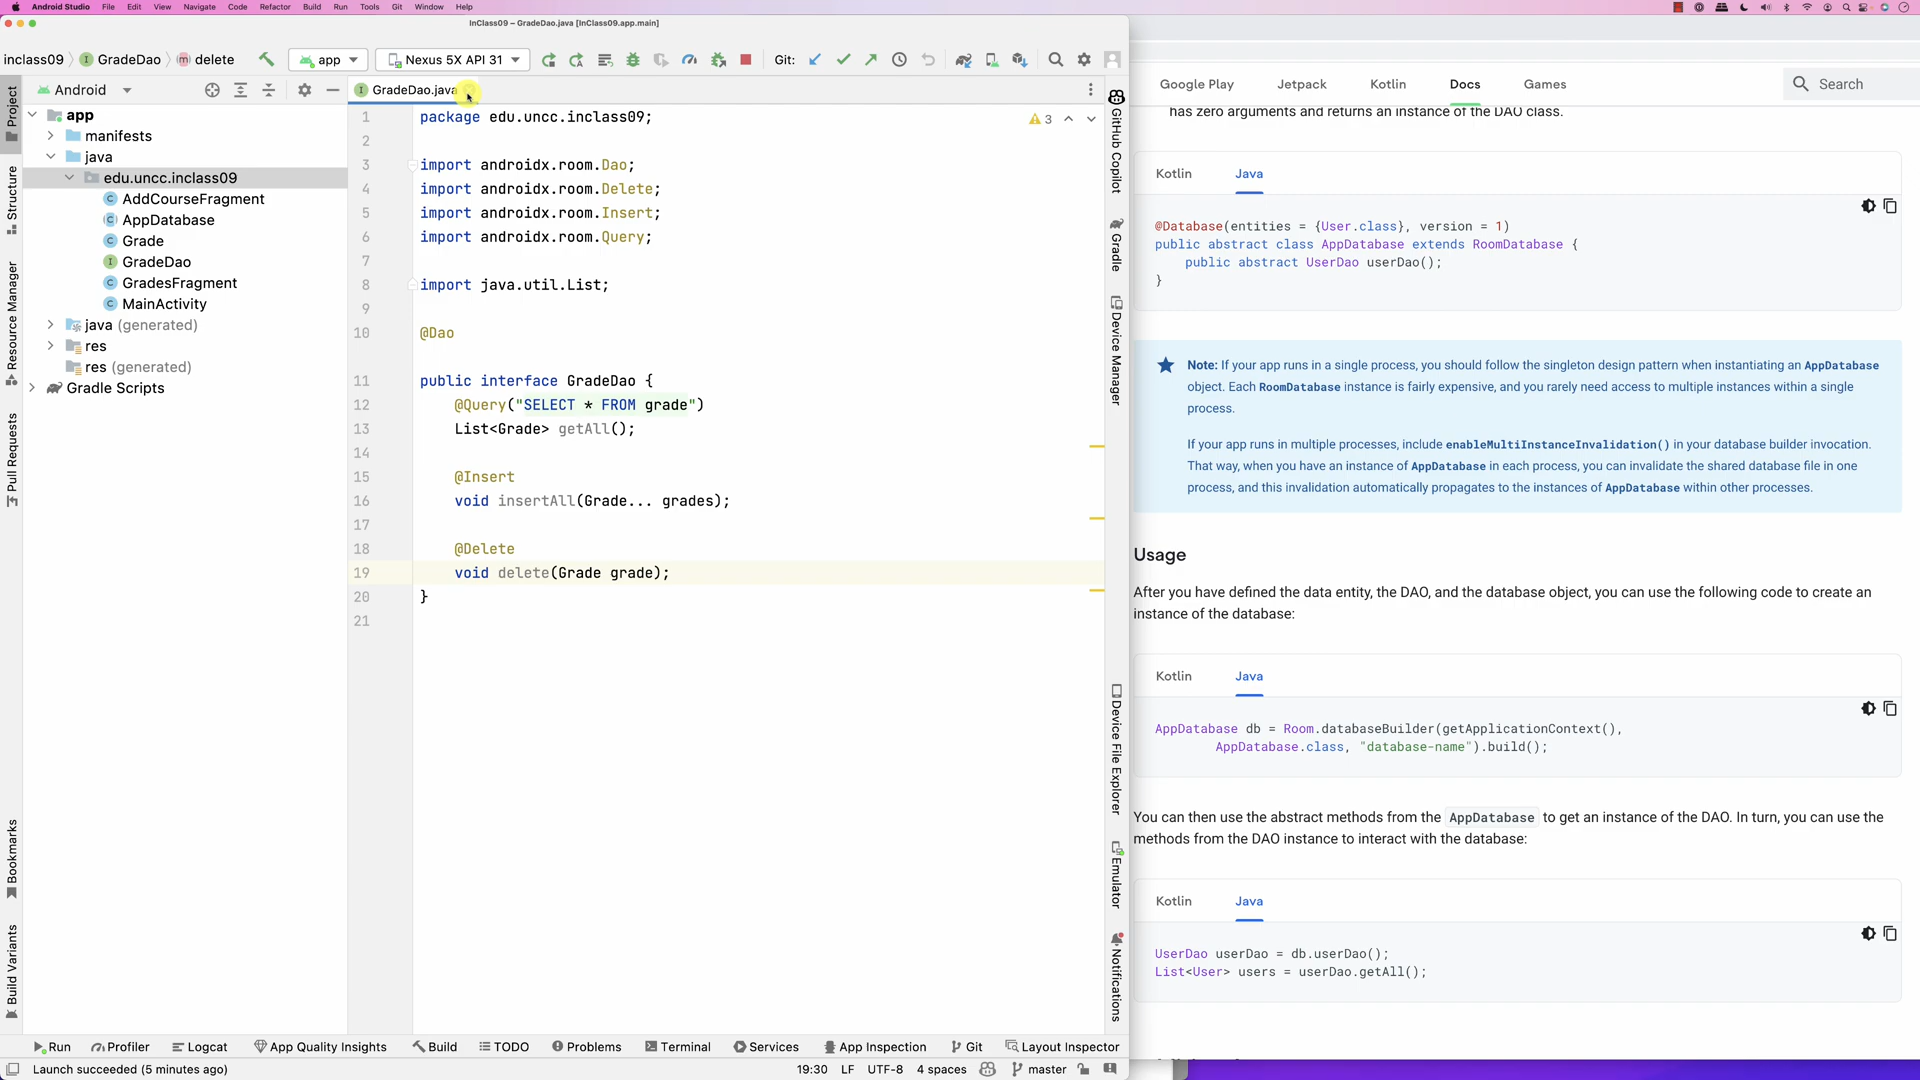 Android Studio File Edit View Navigate Code Refactor Build Run Tools Git Window Help
InClass09 – GradeDao.java [InClass09.app.main]
inclass09 GradeDao delete app Nexus 5X API 31 Git:
Android
GradeDao.java
Project
Structure
Resource Manager
Pull Requests
Bookmarks
Build Variants
app
manifests
java
edu.uncc.inclass09
AddCourseFragment
AppDatabase
Grade
GradeDao
GradesFragment
MainActivity
java (generated)
res
res (generated)
Gradle Scripts
3
1 package edu.uncc.inclass09;
2
3 import androidx.room.Dao;
4 import androidx.room.Delete;
5 import androidx.room.Insert;
6 import androidx.room.Query;
7
8 import java.util.List;
9
10 @Dao
11 public interface GradeDao {
12 @Query("SELECT * FROM grade")
13 List<Grade> getAll();
14
15 @Insert
16 void insertAll(Grade... grades);
17
18 @Delete
19 void delete(Grade grade);
20 }
21
GitHub Copilot
Gradle
Device Manager
Device File Explorer
Emulator
Notifications
Run Profiler Logcat App Quality Insights Build TODO Problems Terminal Services App Inspection Git Layout Inspector
Launch succeeded (5 minutes ago) 19:30 LF UTF-8 4 spaces master
Google Play Jetpack Kotlin Docs Games Search
has zero arguments and returns an instance of the DAO class.
Kotlin Java
@Database(entities = {User.class}, version = 1)
public abstract class AppDatabase extends RoomDatabase {
public abstract UserDao userDao();
}
Note: If your app runs in a single process, you should follow the singleton design pattern when instantiating an AppDatabase
object. Each RoomDatabase instance is fairly expensive, and you rarely need access to multiple instances within a single
process.
If your app runs in multiple processes, include enableMultiInstanceInvalidation() in your database builder invocation.
That way, when you have an instance of AppDatabase in each process, you can invalidate the shared database file in one
process, and this invalidation automatically propagates to the instances of AppDatabase within other processes.
Usage
After you have defined the data entity, the DAO, and the database object, you can use the following code to create an
instance of the database:
Kotlin Java
AppDatabase db = Room.databaseBuilder(getApplicationContext(),
AppDatabase.class, "database-name").build();
You can then use the abstract methods from the AppDatabase to get an instance of the DAO. In turn, you can use the
methods from the DAO instance to interact with the database:
Kotlin Java
UserDao userDao = db.userDao();
List<User> users = userDao.getAll();